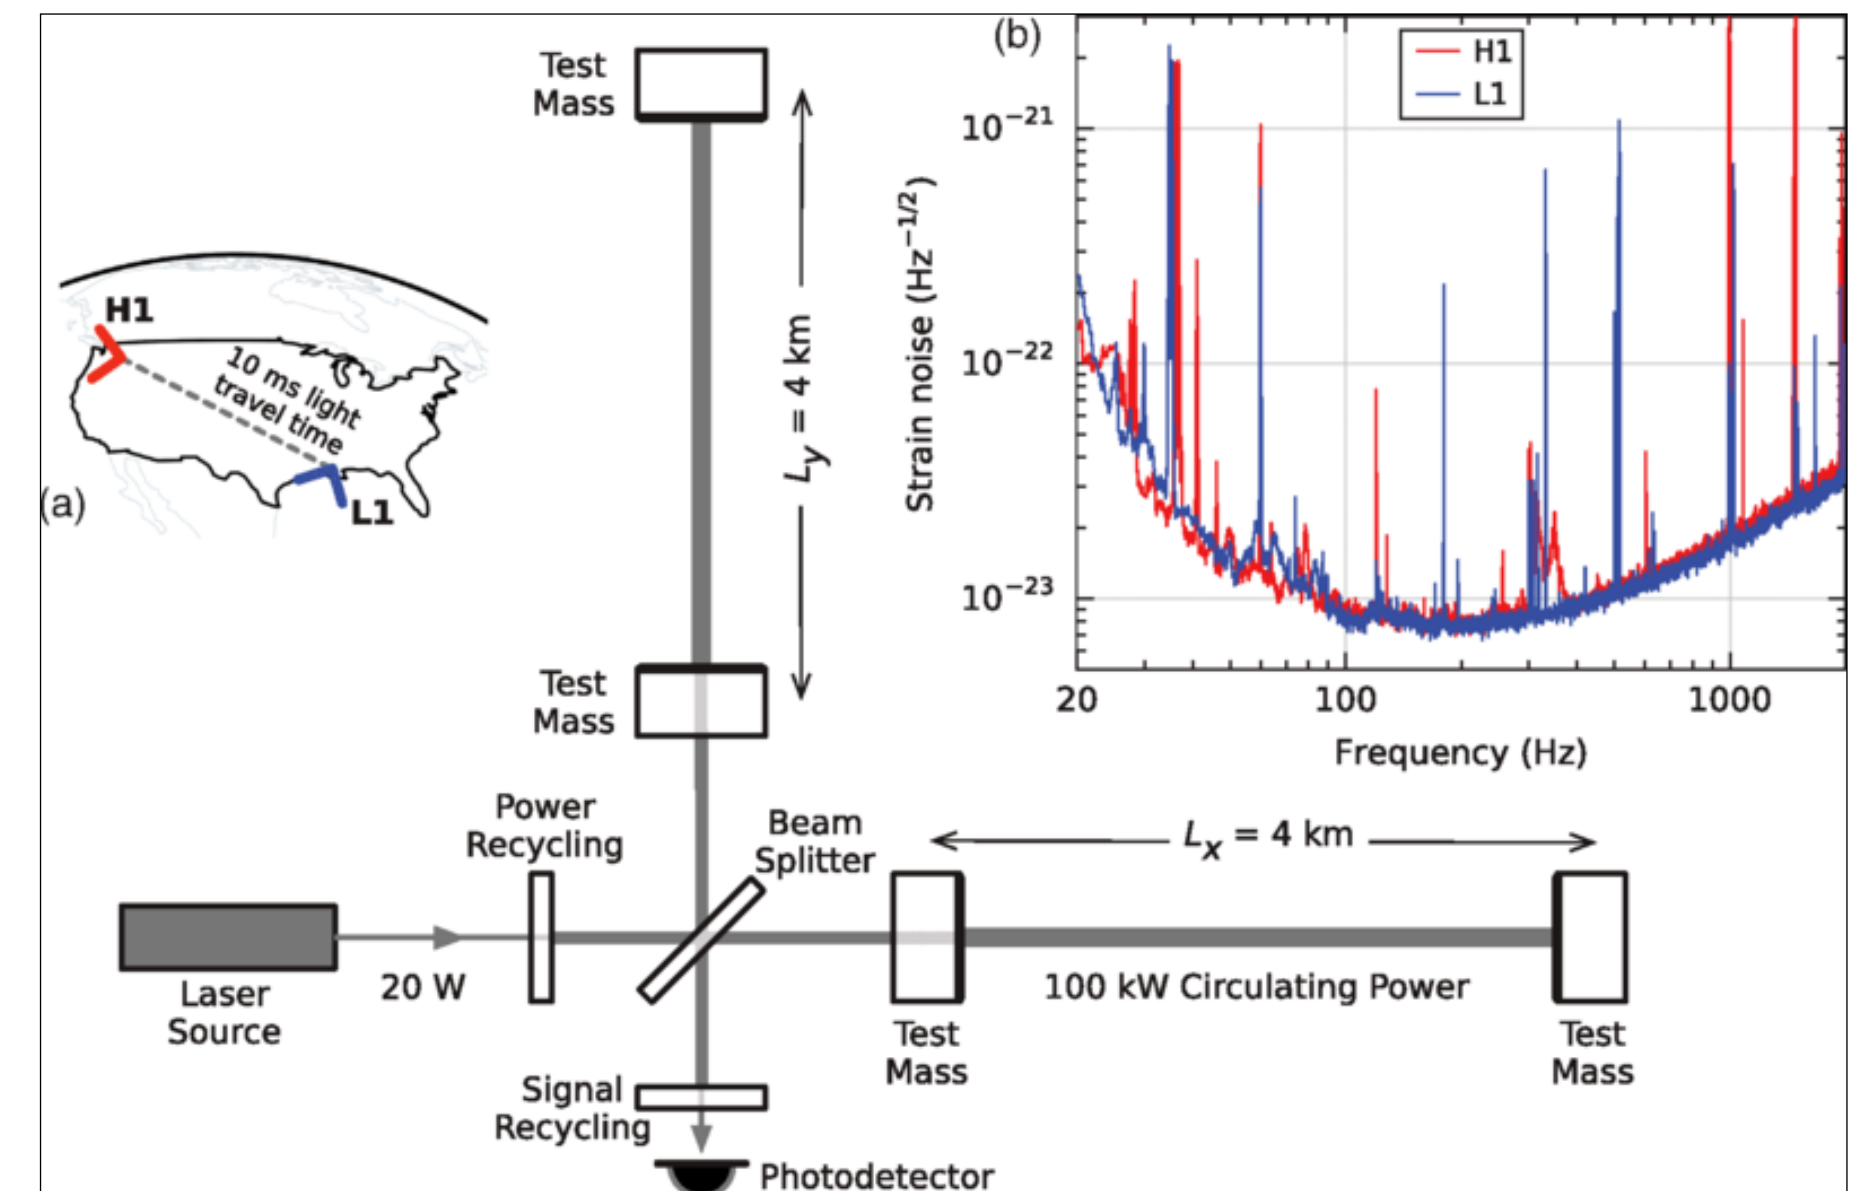 (a)
H1
10 ms light
travel time
L1
Test
Mass
Ly = 4 km
Test
Mass
Power
Recycling
Beam
Splitter
Laser
Source
20 W
Lx = 4 km
100 kW Circulating Power
Test
Mass
Test
Mass
Signal
Recycling
Photodetector
(b)
H1
L1
Strain noise (Hz−1/2)
10−21
10−22
10−23
20
100
1000
Frequency (Hz)